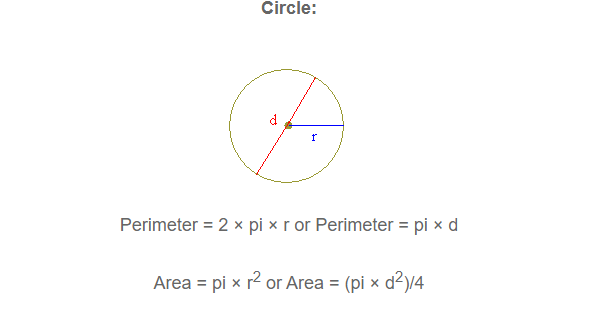 Circle:
d
r
Perimeter = 2 × pi × r or Perimeter = pi × d
Area = pi × r² or Area = (pi × d²)/4